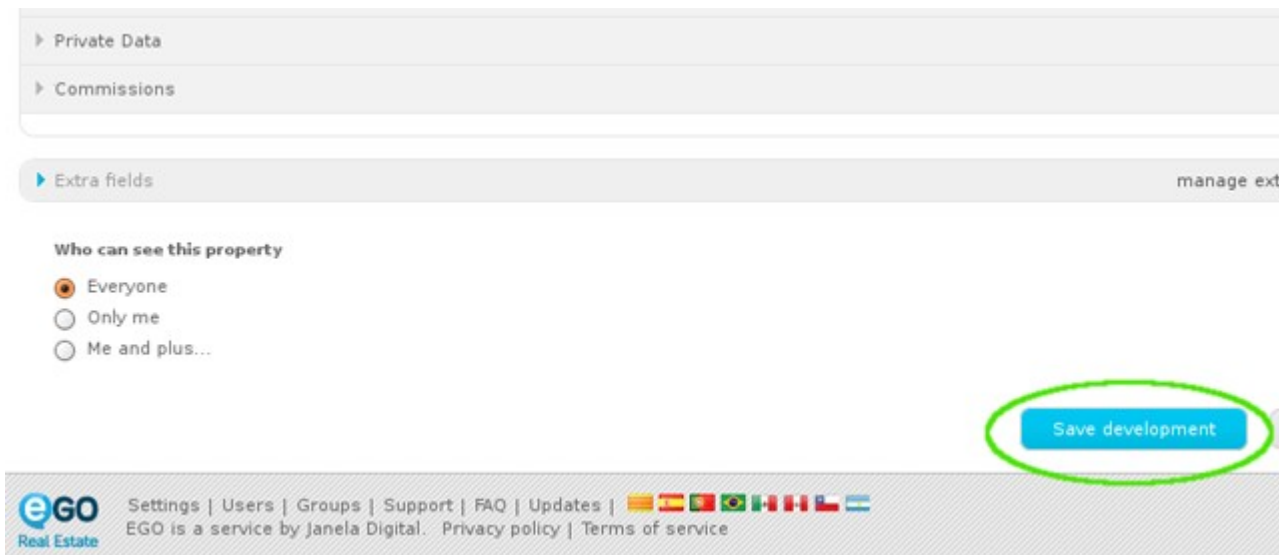 Private Data
Commissions
Extra fields
manage ext
Who can see this property
Everyone
Only me
Me and plus...
Save development
eGO
Real Estate
Settings | Users | Groups | Support | FAQ | Updates |
EGO is a service by Janela Digital. Privacy policy | Terms of service